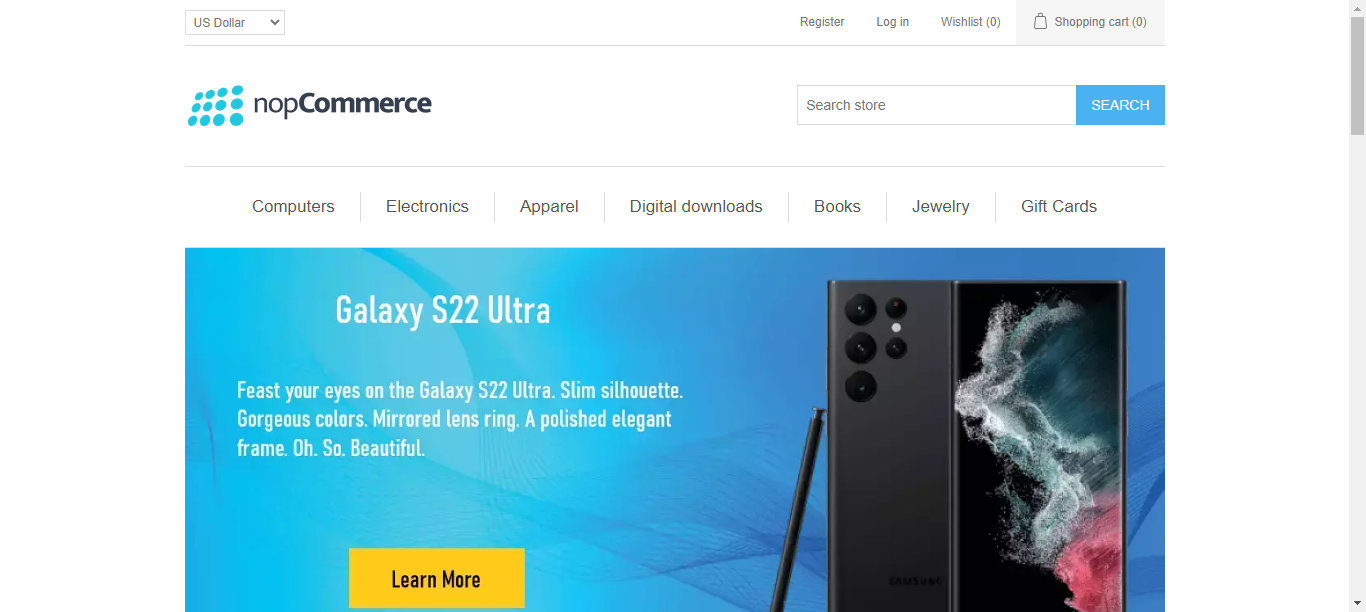 US Dollar
Register
Log in
Wishlist (0)
Shopping cart (0)
nopCommerce
Search store
SEARCH
Computers
Electronics
Apparel
Digital downloads
Books
Jewelry
Gift Cards
Galaxy S22 Ultra
Feast your eyes on the Galaxy S22 Ultra. Slim silhouette.
Gorgeous colors. Mirrored lens ring. A polished elegant
frame. Oh. So. Beautiful.
Learn More
SAMSUNG